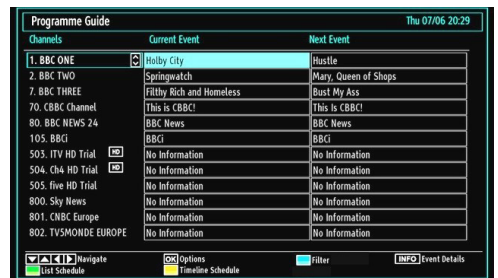 Programme Guide Thu 07/06 20:29
Channels Current Event Next Event
1. BBC ONE Holby City Hustle
2. BBC TWO Springwatch Mary, Queen of Shops
7. BBC THREE Filthy Rich and Homeless Bust My Ass
70. CBBC Channel This is CBBC! This Is CBBC!
80. BBC NEWS 24 BBC News BBC News
105. BBCi BBCi BBCi
503. ITV HD Trial HD No Information No Information
504. Ch4 HD Trial HD No Information No Information
505. five HD Trial No Information No Information
800. Sky News No Information No Information
801. CNBC Europe No Information No Information
802. TV5MONDE EUROPE No Information No Information
Navigate OK Options Filter INFO Event Details
List Schedule Timeline Schedule